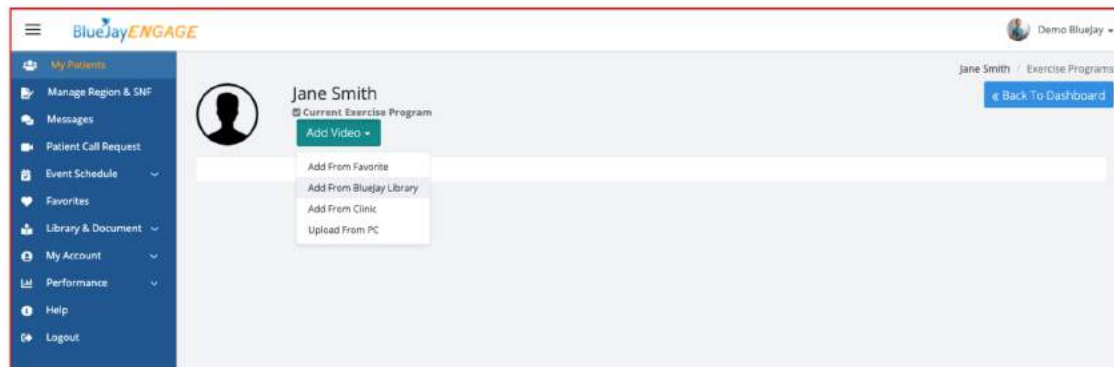 BlueJayENGAGE
Demo BlueJay
My Patients
Manage Region & SNF
Messages
Patient Call Request
Event Schedule
Favorites
Library & Document
My Account
Performance
Help
Logout
Jane Smith / Exercise Programs
« Back To Dashboard
Jane Smith
Current Exercise Program
Add Video
Add From Favorite
Add From BlueJay Library
Add From Clinic
Upload From PC